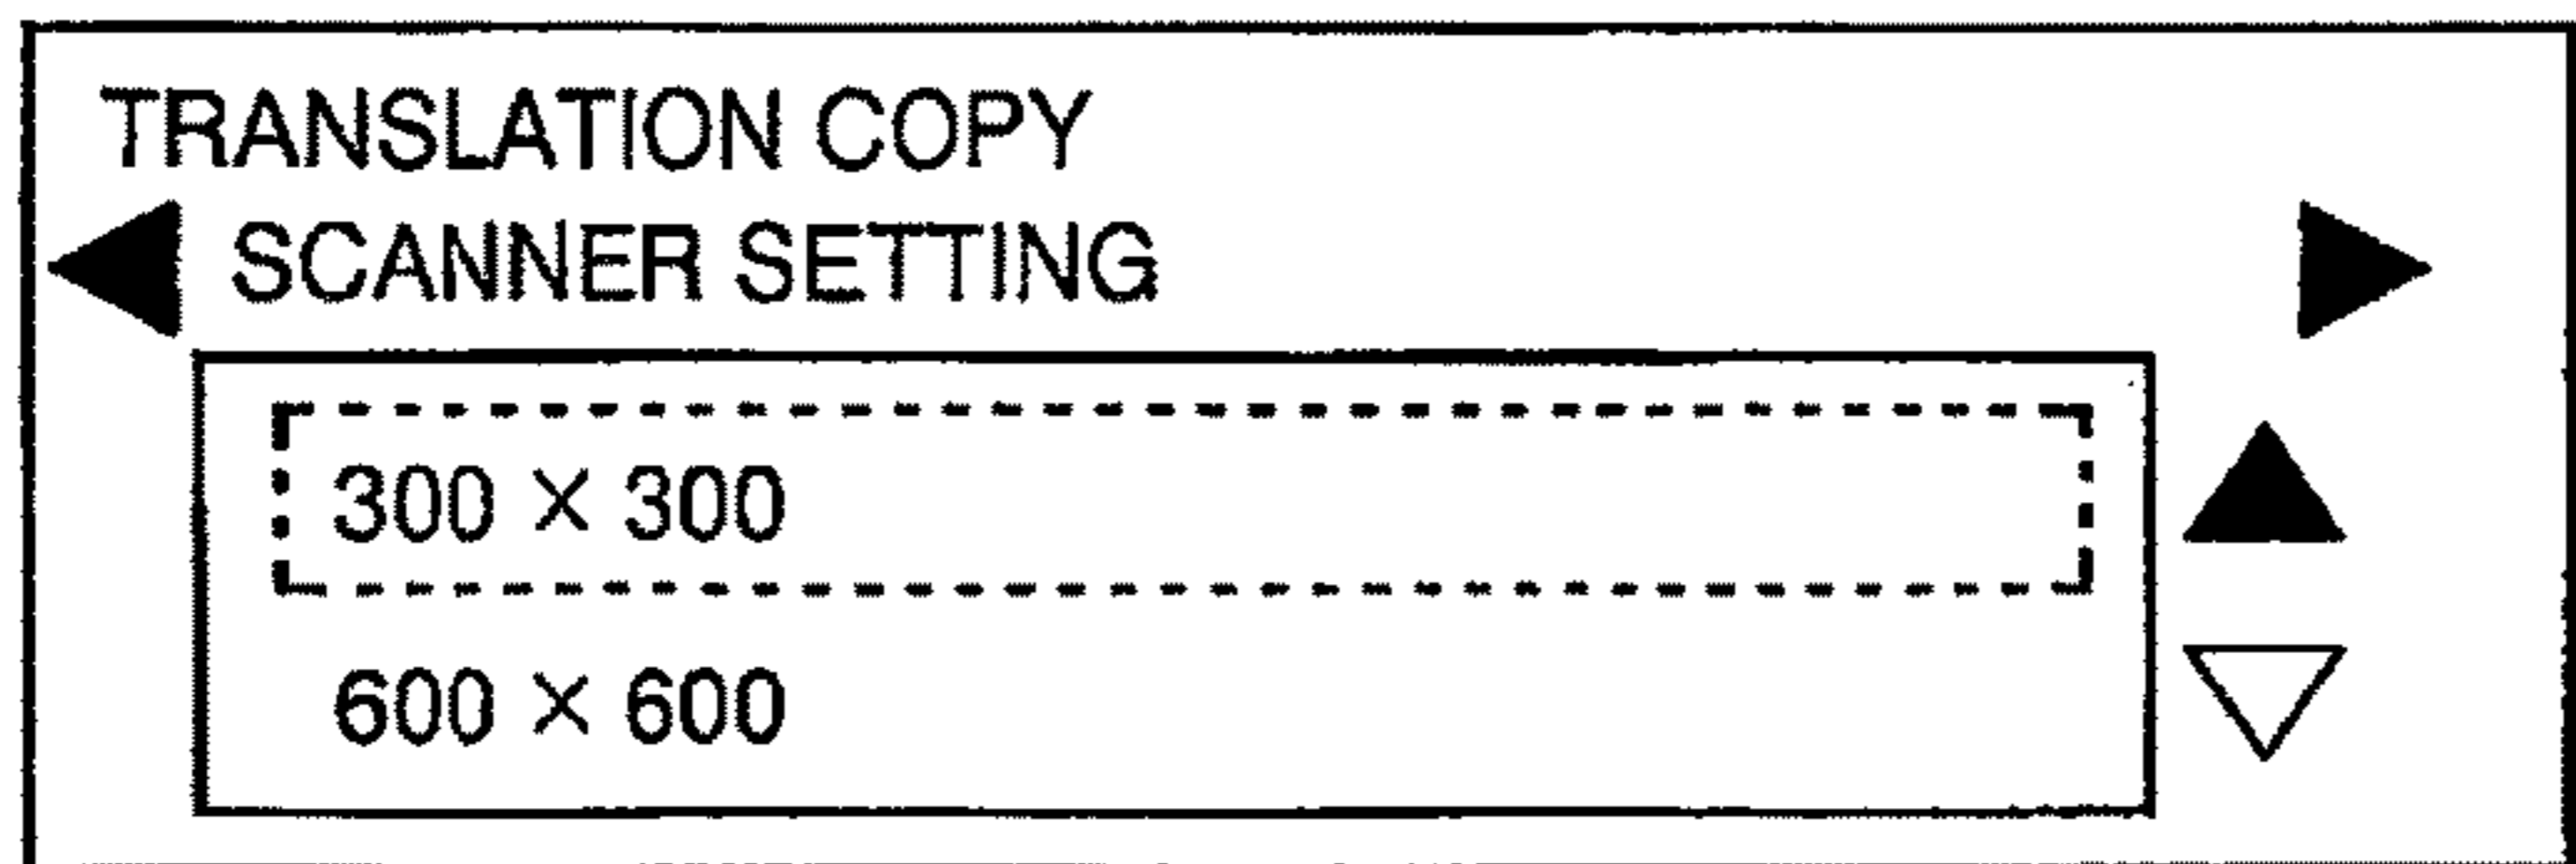 TRANSLATION COPY
SCANNER SETTING
300 × 300
600 × 600